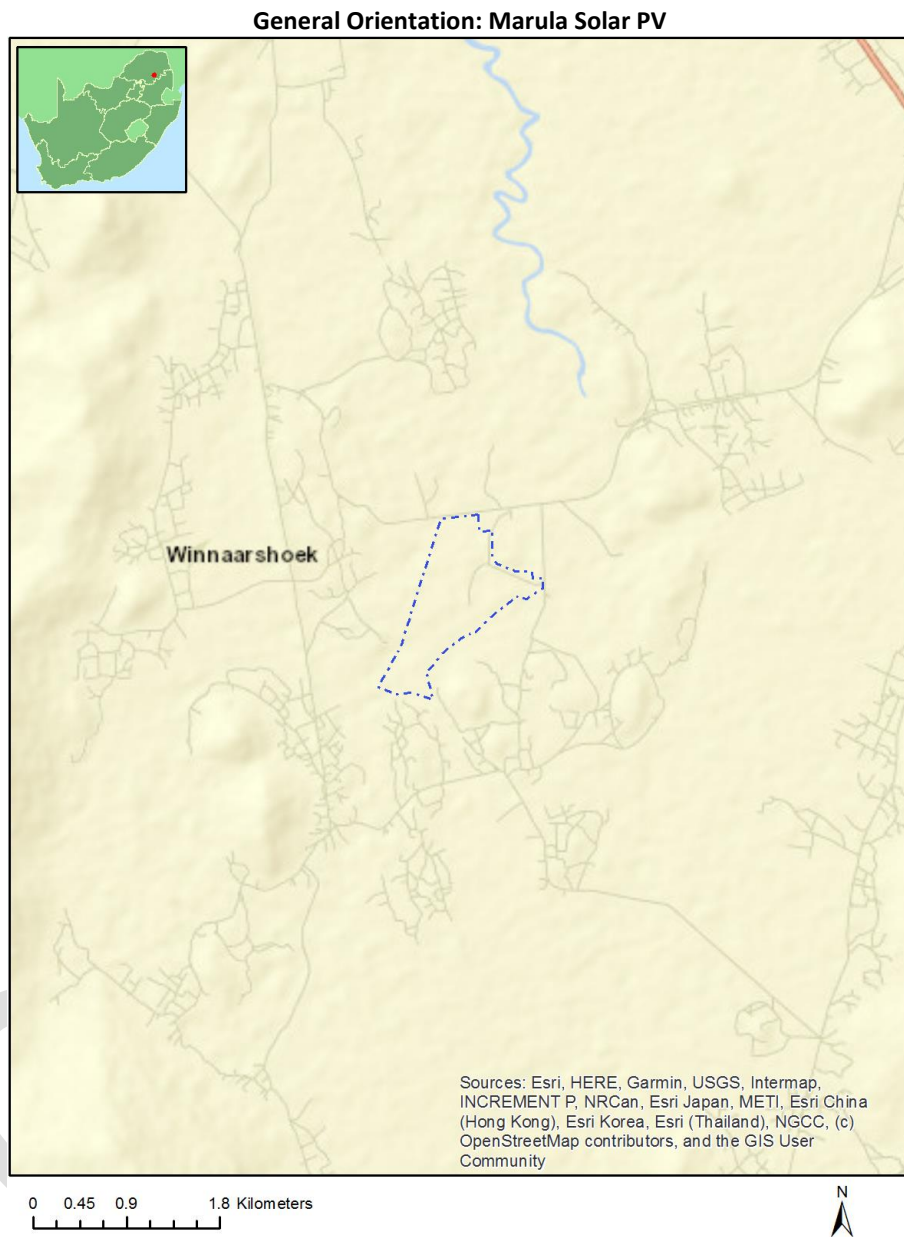 General Orientation: Marula Solar PV
Winnaarshoek
Sources: Esri, HERE, Garmin, USGS, Intermap,
INCREMENT P, NRCan, Esri Japan, METI, Esri China
(Hong Kong), Esri Korea, Esri (Thailand), NGCC, (c)
OpenStreetMap contributors, and the GIS User
Community
0 0.45 0.9 1.8 Kilometers
N